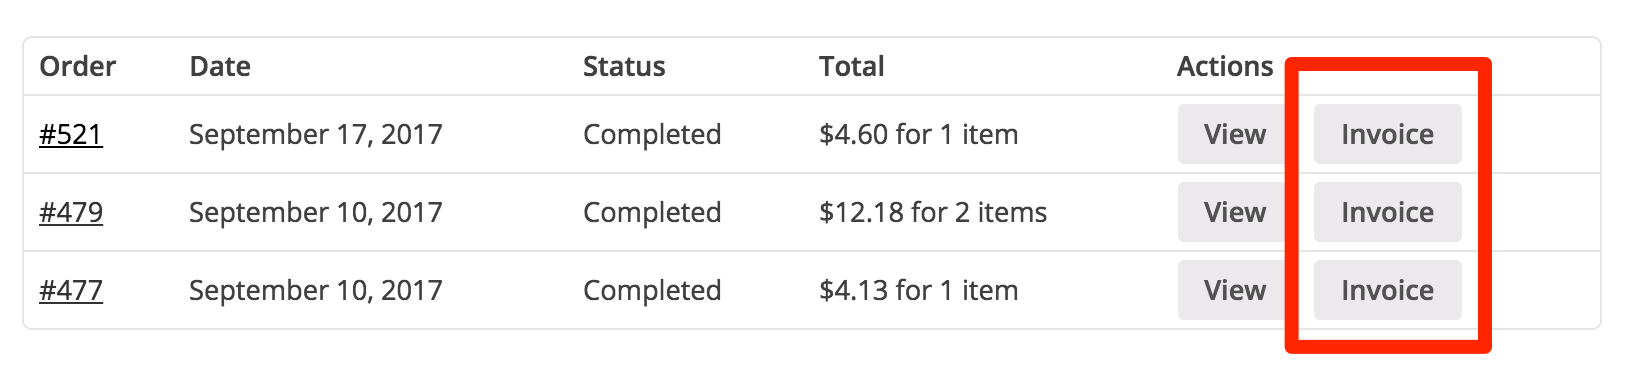 Order Date Status Total Actions
#521 September 17, 2017 Completed $4.60 for 1 item View Invoice
#479 September 10, 2017 Completed $12.18 for 2 items View Invoice
#477 September 10, 2017 Completed $4.13 for 1 item View Invoice